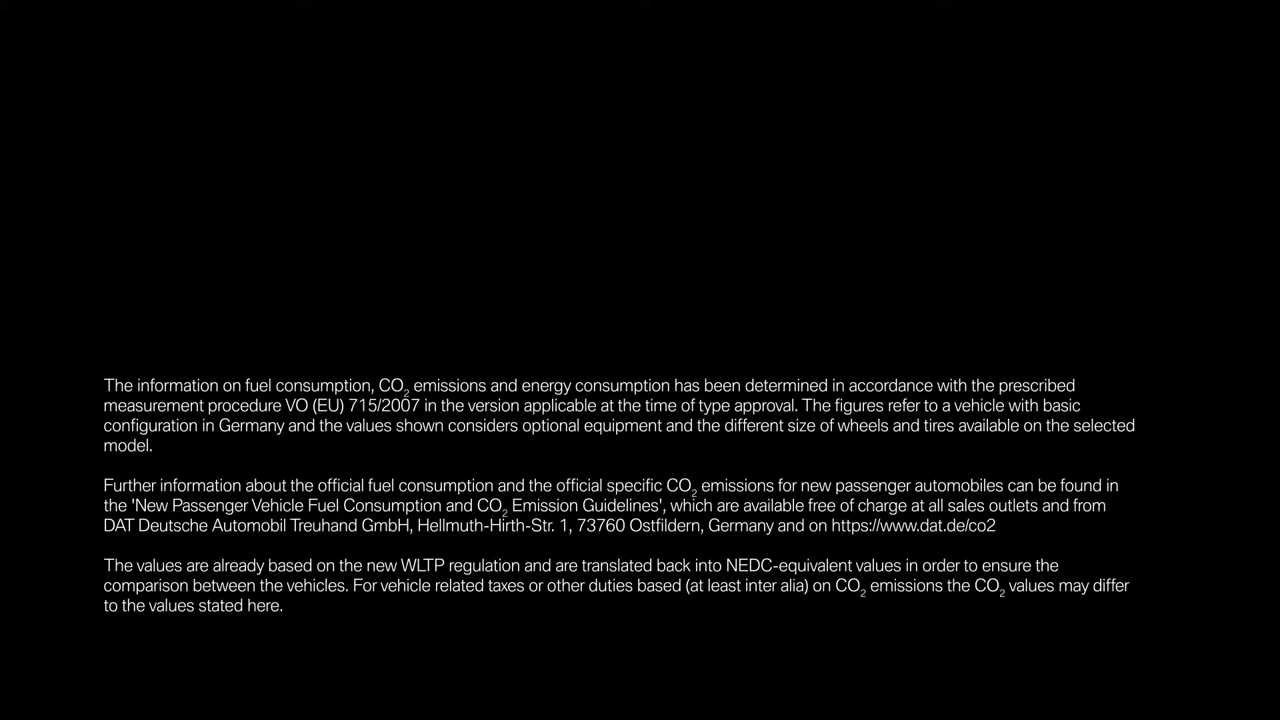 The information on fuel consumption, CO₂ emissions and energy consumption has been determined in accordance with the prescribed
measurement procedure VO (EU) 715/2007 in the version applicable at the time of type approval. The figures refer to a vehicle with basic
configuration in Germany and the values shown considers optional equipment and the different size of wheels and tires available on the selected
model.
Further information about the official fuel consumption and the official specific CO₂ emissions for new passenger automobiles can be found in
the 'New Passenger Vehicle Fuel Consumption and CO₂ Emission Guidelines', which are available free of charge at all sales outlets and from
DAT Deutsche Automobil Treuhand GmbH, Hellmuth-Hirth-Str. 1, 73760 Ostfildern, Germany and on https://www.dat.de/co2
The values are already based on the new WLTP regulation and are translated back into NEDC-equivalent values in order to ensure the
comparison between the vehicles. For vehicle related taxes or other duties based (at least inter alia) on CO₂ emissions the CO₂ values may differ
to the values stated here.